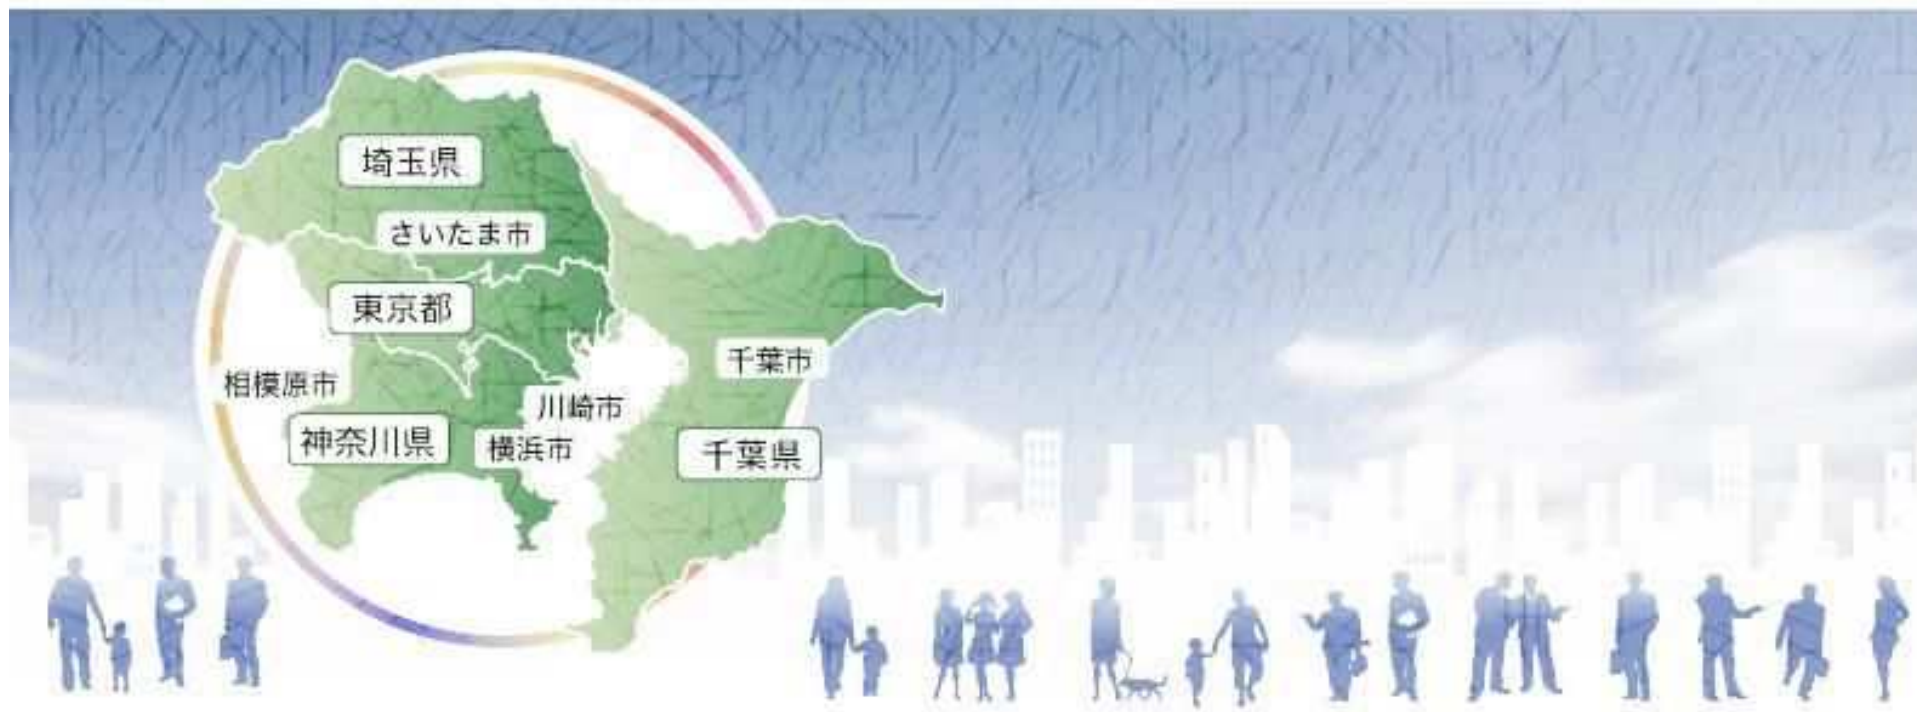 埼玉県
さいたま市
東京都
千葉市
相模原市
川崎市
神奈川県
横浜市
千葉県